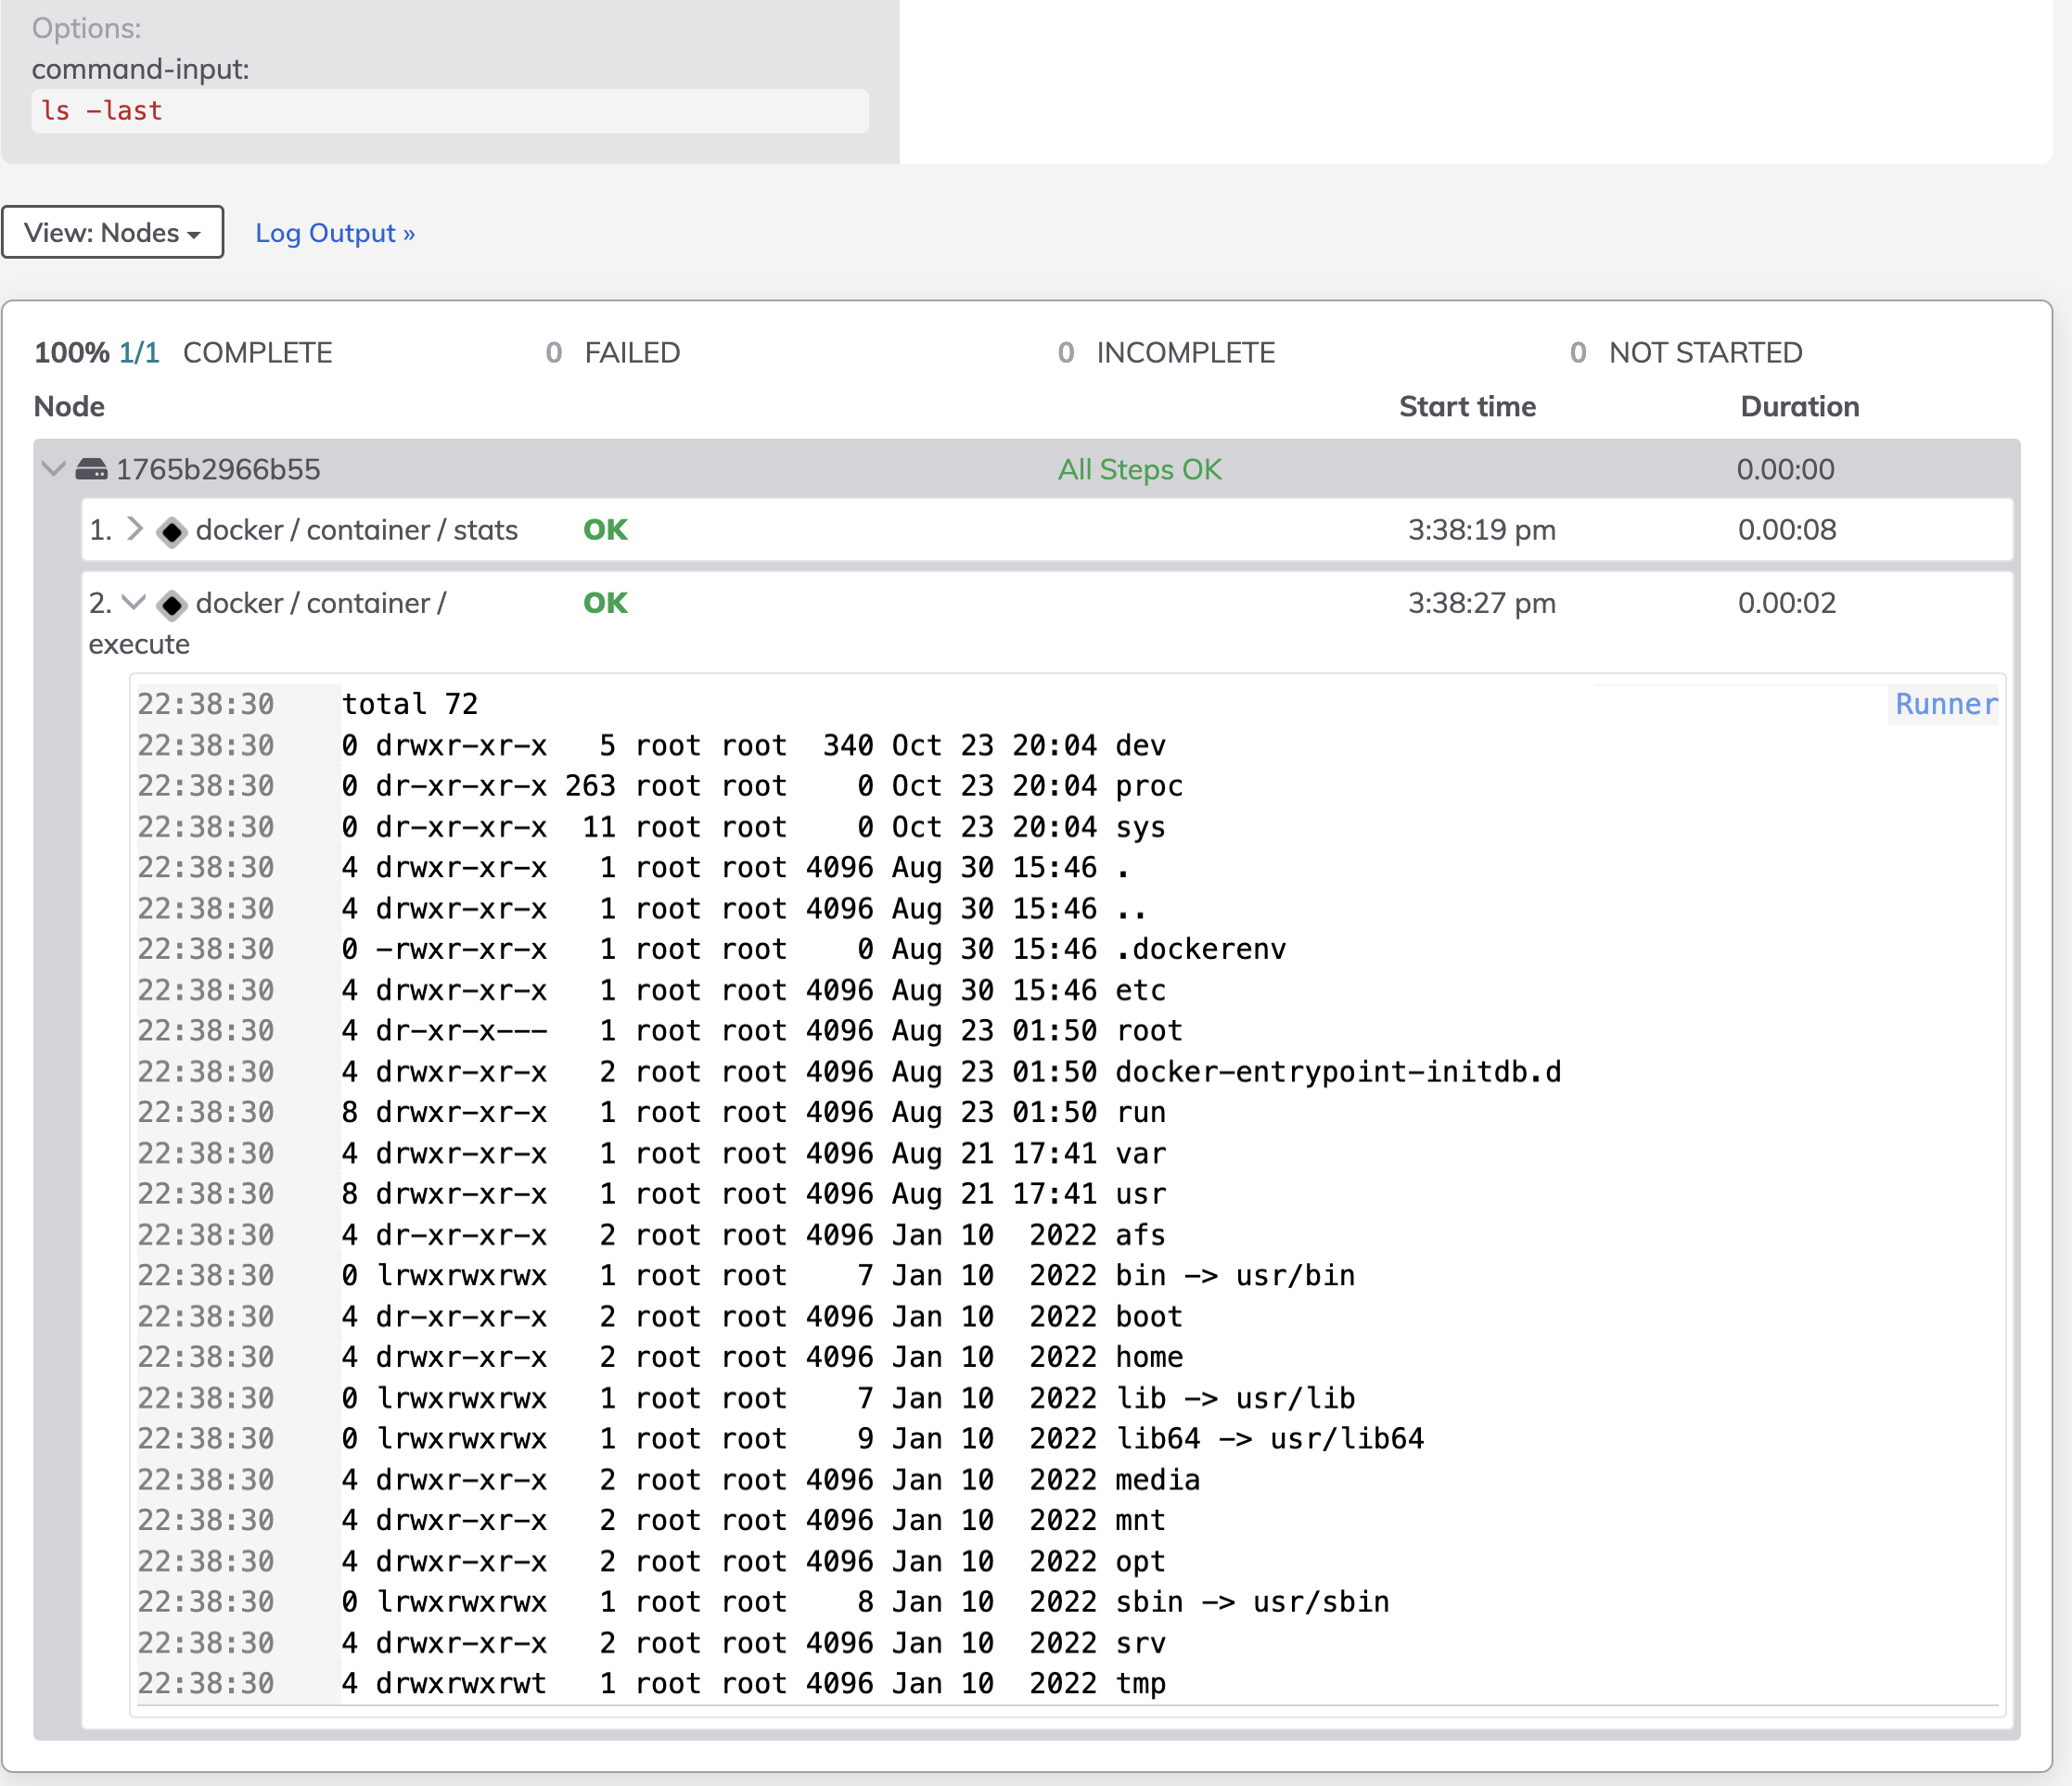 Options:
command-input:
ls -last
View: Nodes
Log Output »
100% 1/1 COMPLETE 0 FAILED 0 INCOMPLETE 0 NOT STARTED
Node Start time Duration
1765b2966b55 All Steps OK 0.00:00
1. docker / container / stats OK 3:38:19 pm 0.00:08
2. docker / container / OK 3:38:27 pm 0.00:02
execute
22:38:30 total 72 Runner
22:38:30 0 drwxr-xr-x   5 root root  340 Oct 23 20:04 dev
22:38:30 0 dr-xr-xr-x 263 root root    0 Oct 23 20:04 proc
22:38:30 0 dr-xr-xr-x  11 root root    0 Oct 23 20:04 sys
22:38:30 4 drwxr-xr-x   1 root root 4096 Aug 30 15:46 .
22:38:30 4 drwxr-xr-x   1 root root 4096 Aug 30 15:46 ..
22:38:30 0 -rwxr-xr-x   1 root root    0 Aug 30 15:46 .dockerenv
22:38:30 4 drwxr-xr-x   1 root root 4096 Aug 30 15:46 etc
22:38:30 4 dr-xr-x---   1 root root 4096 Aug 23 01:50 root
22:38:30 4 drwxr-xr-x   2 root root 4096 Aug 23 01:50 docker-entrypoint-initdb.d
22:38:30 8 drwxr-xr-x   1 root root 4096 Aug 23 01:50 run
22:38:30 4 drwxr-xr-x   1 root root 4096 Aug 21 17:41 var
22:38:30 8 drwxr-xr-x   1 root root 4096 Aug 21 17:41 usr
22:38:30 4 dr-xr-xr-x   2 root root 4096 Jan 10  2022 afs
22:38:30 0 lrwxrwxrwx   1 root root    7 Jan 10  2022 bin -> usr/bin
22:38:30 4 dr-xr-xr-x   2 root root 4096 Jan 10  2022 boot
22:38:30 4 drwxr-xr-x   2 root root 4096 Jan 10  2022 home
22:38:30 0 lrwxrwxrwx   1 root root    7 Jan 10  2022 lib -> usr/lib
22:38:30 0 lrwxrwxrwx   1 root root    9 Jan 10  2022 lib64 -> usr/lib64
22:38:30 4 drwxr-xr-x   2 root root 4096 Jan 10  2022 media
22:38:30 4 drwxr-xr-x   2 root root 4096 Jan 10  2022 mnt
22:38:30 4 drwxr-xr-x   2 root root 4096 Jan 10  2022 opt
22:38:30 0 lrwxrwxrwx   1 root root    8 Jan 10  2022 sbin -> usr/sbin
22:38:30 4 drwxr-xr-x   2 root root 4096 Jan 10  2022 srv
22:38:30 4 drwxrwxrwt   1 root root 4096 Jan 10  2022 tmp